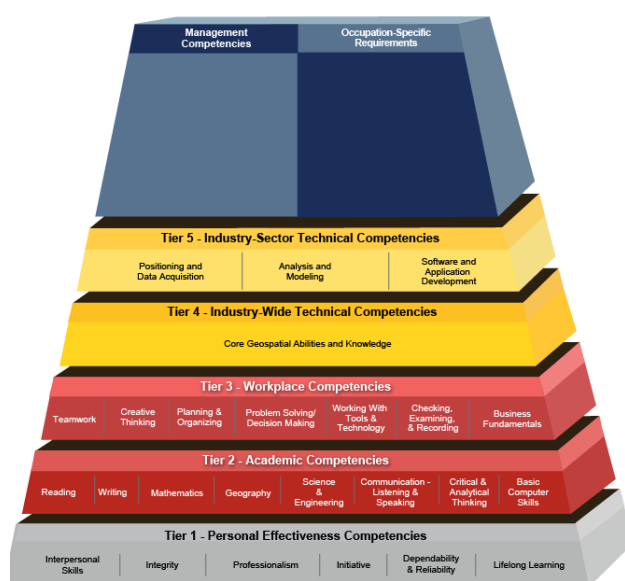 Management
Competencies
Occupation-Specific
Requirements
Tier 5 - Industry-Sector Technical Competencies
Positioning and
Data Acquisition
Analysis and
Modeling
Software and
Application
Development
Tier 4 - Industry-Wide Technical Competencies
Core Geospatial Abilities and Knowledge
Tier 3 - Workplace Competencies
Teamwork
Creative
Thinking
Planning &
Organizing
Problem Solving/
Decision Making
Working With
Tools &
Technology
Checking,
Examining,
& Recording
Business
Fundamentals
Tier 2 - Academic Competencies
Reading
Writing
Mathematics
Geography
Science
&
Engineering
Communication -
Listening &
Speaking
Critical &
Analytical
Thinking
Basic
Computer
Skills
Tier 1 - Personal Effectiveness Competencies
Interpersonal
Skills
Integrity
Professionalism
Initiative
Dependability
& Reliability
Lifelong Learning